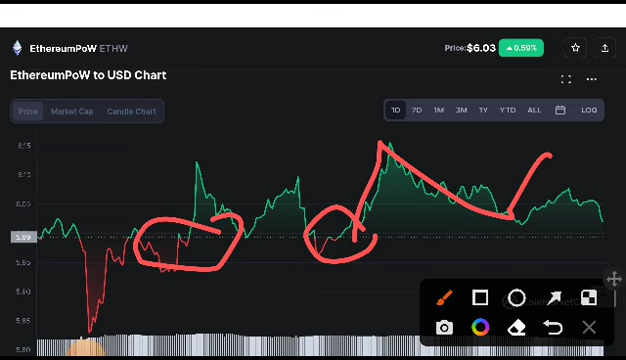 EthereumPoW ETHW
Price: $6.03 ▲ 0.59%
EthereumPoW to USD Chart
Price Market Cap Candle Chart
1D 7D 1M 3M 1Y YTD ALL LOG
6.15
6.10
6.05
5.99
5.95
5.90
5.85
5.80